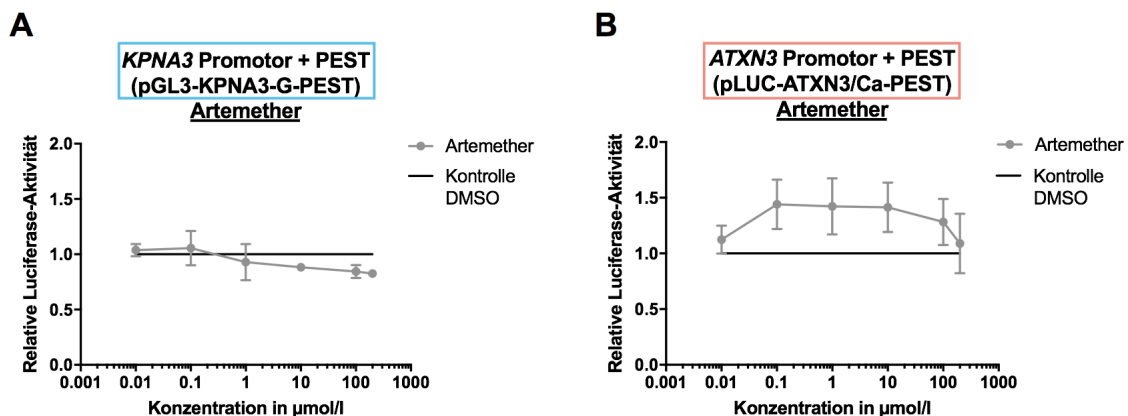 A
KPNA3 Promotor + PEST
(pGL3-KPNA3-G-PEST)
Artemether
Relative Luciferase-Aktivität
2.0
1.5
1.0
0.5
0.0
0.001 0.01 0.1 1 10 100 1000
Konzentration in µmol/l
Artemether
Kontrolle
DMSO
B
ATXN3 Promotor + PEST
(pLUC-ATXN3/Ca-PEST)
Artemether
Relative Luciferase-Aktivität
2.0
1.5
1.0
0.5
0.0
0.001 0.01 0.1 1 10 100 1000
Konzentration in µmol/l
Artemether
Kontrolle
DMSO